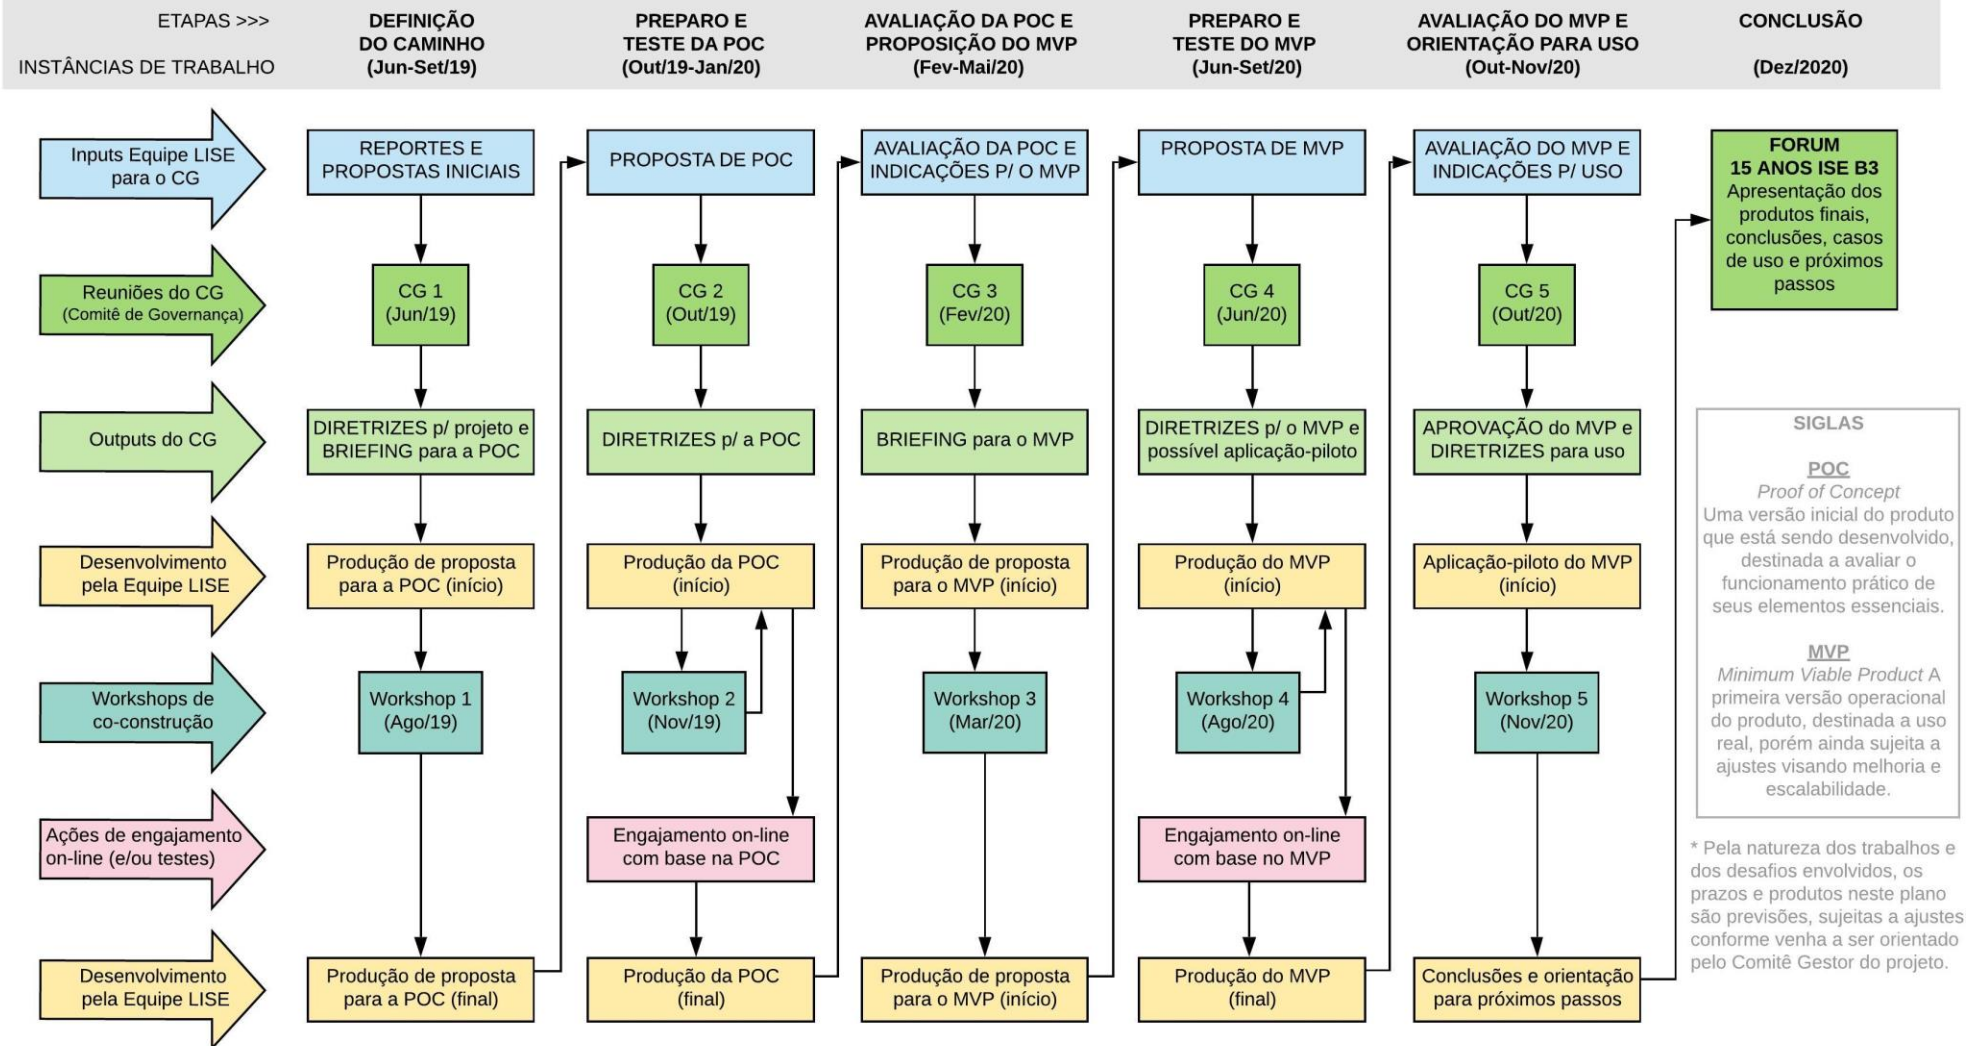 ETAPAS >>>
INSTÂNCIAS DE TRABALHO
DEFINIÇÃO
DO CAMINHO
(Jun-Set/19)
PREPARO E
TESTE DA POC
(Out/19-Jan/20)
AVALIAÇÃO DA POC E
PROPOSIÇÃO DO MVP
(Fev-Mai/20)
PREPARO E
TESTE DO MVP
(Jun-Set/20)
AVALIAÇÃO DO MVP E
ORIENTAÇÃO PARA USO
(Out-Nov/20)
CONCLUSÃO
(Dez/2020)
Inputs Equipe LISE
para o CG
REPORTES E
PROPOSTAS INICIAIS
PROPOSTA DE POC
AVALIAÇÃO DA POC E
INDICAÇÕES P/ O MVP
PROPOSTA DE MVP
AVALIAÇÃO DO MVP E
INDICAÇÕES P/ USO
FORUM
15 ANOS ISE B3
Apresentação dos
produtos finais,
conclusões, casos
de uso e próximos
passos
Reuniões do CG
(Comitê de Governança)
CG 1
(Jun/19)
CG 2
(Out/19)
CG 3
(Fev/20)
CG 4
(Jun/20)
CG 5
(Out/20)
Outputs do CG
DIRETRIZES p/ projeto e
BRIEFING para a POC
DIRETRIZES p/ a POC
BRIEFING para o MVP
DIRETRIZES p/ o MVP e
possível aplicação-piloto
APROVAÇÃO do MVP e
DIRETRIZES para uso
Desenvolvimento
pela Equipe LISE
Produção de proposta
para a POC (início)
Produção da POC
(início)
Produção de proposta
para o MVP (início)
Produção do MVP
(início)
Aplicação-piloto do MVP
(início)
Workshops de
co-construção
Workshop 1
(Ago/19)
Workshop 2
(Nov/19)
Workshop 3
(Mar/20)
Workshop 4
(Ago/20)
Workshop 5
(Nov/20)
Ações de engajamento
on-line (e/ou testes)
Engajamento on-line
com base na POC
Engajamento on-line
com base no MVP
Desenvolvimento
pela Equipe LISE
Produção de proposta
para a POC (final)
Produção da POC
(final)
Produção de proposta
para o MVP (início)
Produção do MVP
(final)
Conclusões e orientação
para próximos passos
SIGLAS
POC
Proof of Concept
Uma versão inicial do produto
que está sendo desenvolvido,
destinada a avaliar o
funcionamento prático de
seus elementos essenciais.
MVP
Minimum Viable Product A
primeira versão operacional
do produto, destinada a uso
real, porém ainda sujeita a
ajustes visando melhoria e
escalabilidade.
* Pela natureza dos trabalhos e
dos desafios envolvidos, os
prazos e produtos neste plano
são previsões, sujeitas a ajustes
conforme venha a ser orientado
pelo Comitê Gestor do projeto.